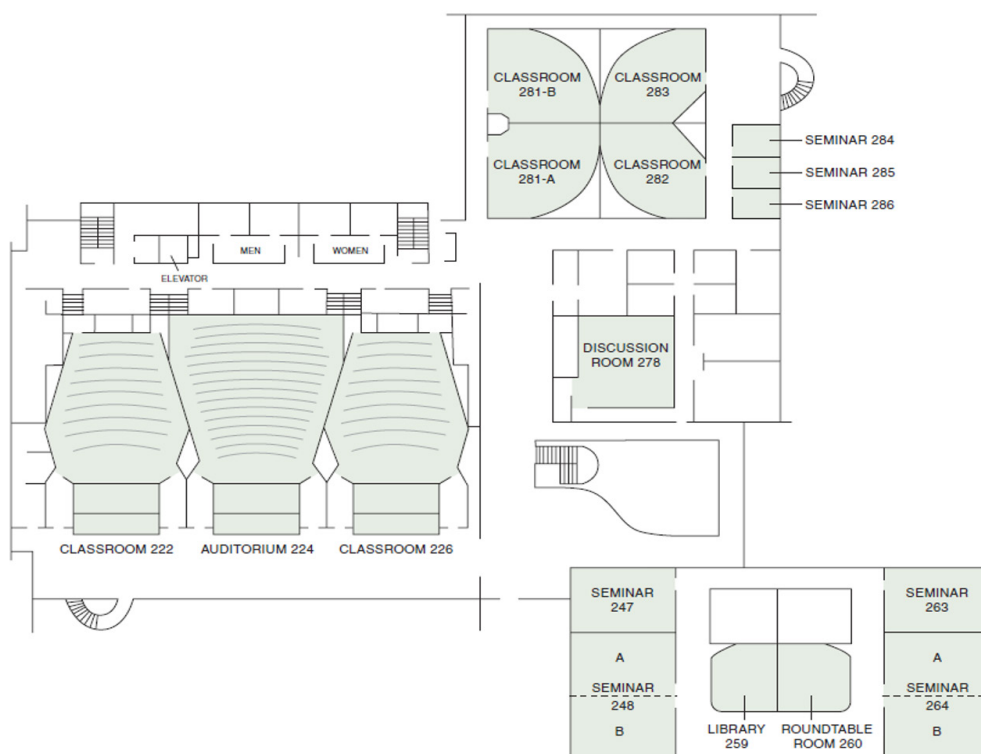 CLASSROOM
281-B
CLASSROOM
283
CLASSROOM
281-A
CLASSROOM
282
SEMINAR 284
SEMINAR 285
SEMINAR 286
MEN
WOMEN
ELEVATOR
DISCUSSION
ROOM 278
CLASSROOM 222
AUDITORIUM 224
CLASSROOM 226
SEMINAR
247
SEMINAR
263
A
A
SEMINAR
248
SEMINAR
264
B
B
LIBRARY
259
ROUNDTABLE
ROOM 260